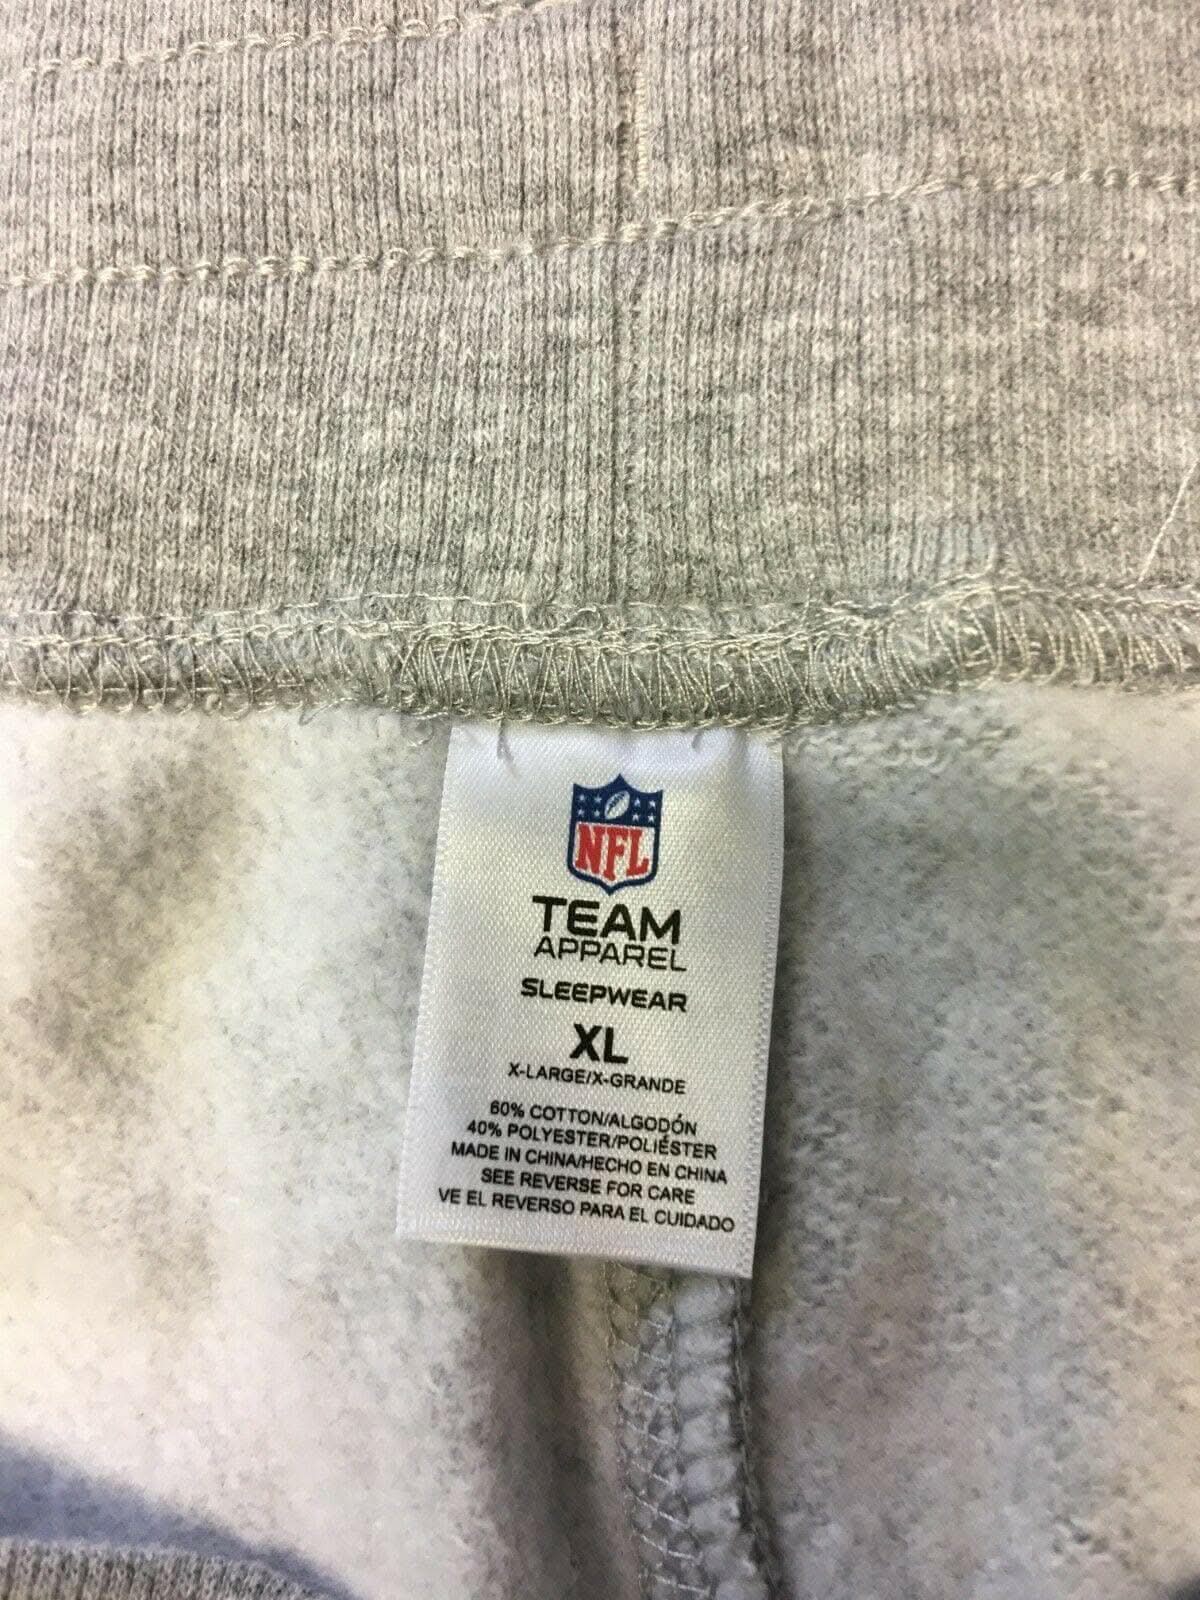 NFL
TEAM
APPAREL
SLEEPWEAR
XL
X-LARGE/X-GRANDE
60% COTTON/ALGODÓN
40% POLYESTER/POLIÉSTER
MADE IN CHINA/HECHO EN CHINA
SEE REVERSE FOR CARE
VE EL REVERSO PARA EL CUIDADO